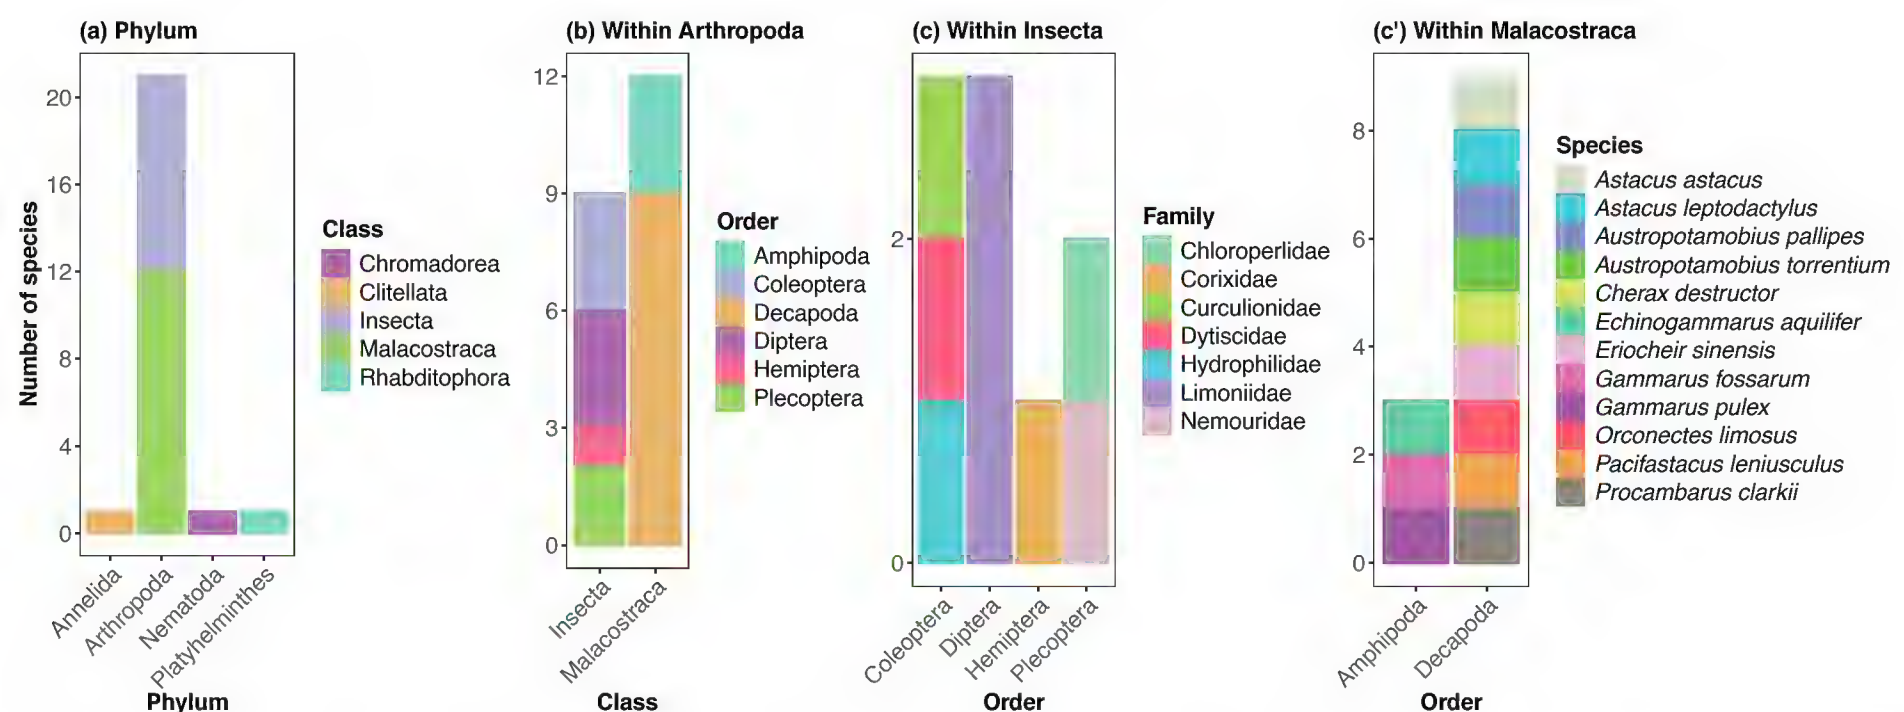 (a) Phylum
Number of species
20
16
12
8
4
0
Annelida
Arthropoda
Nematoda
Platyhelminthes
Phylum
Class
Chromadorea
Clitellata
Insecta
Malacostraca
Rhabditophora
(b) Within Arthropoda
12
9
6
3
0
Insecta
Malacostraca
Class
Order
Amphipoda
Coleoptera
Decapoda
Diptera
Hemiptera
Plecoptera
(c) Within Insecta
2
0
Coleoptera
Diptera
Hemiptera
Plecoptera
Order
Family
Chloroperlidae
Corixidae
Curculionidae
Dytiscidae
Hydrophilidae
Limoniidae
Nemouridae
(c') Within Malacostraca
8
6
4
2
0
Amphipoda
Decapoda
Order
Species
Astacus astacus
Astacus leptodactylus
Austropotamobius pallipes
Austropotamobius torrentium
Cherax destructor
Echinogammarus aquilifer
Eriocheir sinensis
Gammarus fossarum
Gammarus pulex
Orconectes limosus
Pacifastacus leniusculus
Procambarus clarkii